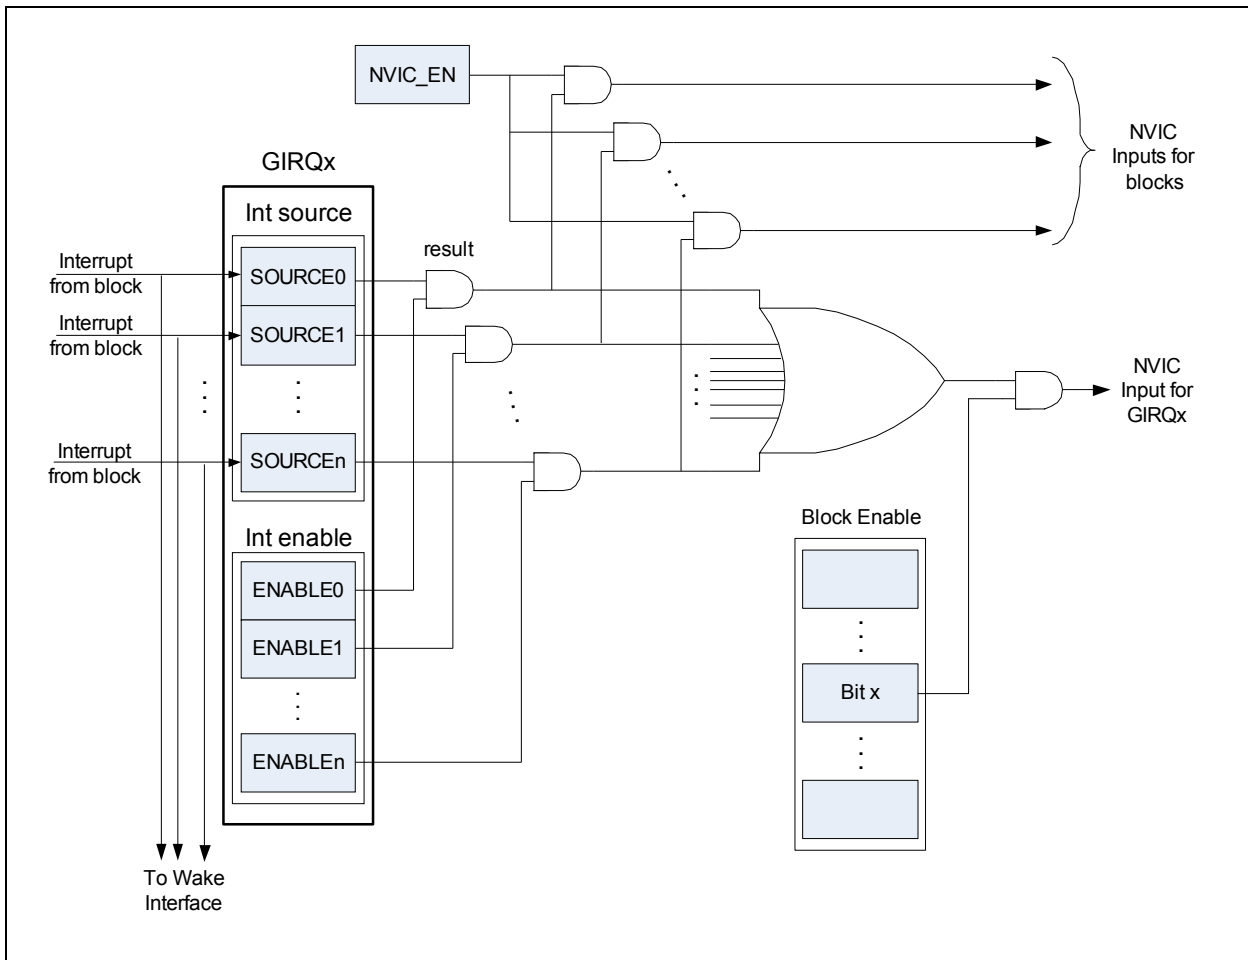 NVIC_EN
NVIC
Inputs for
blocks
GIRQx
Int source
result
Interrupt
from block
SOURCE0
Interrupt
from block
SOURCE1
Interrupt
from block
SOURCEn
NVIC
Input for
GIRQx
Int enable
ENABLE0
ENABLE1
ENABLEn
Block Enable
Bit x
To Wake
Interface